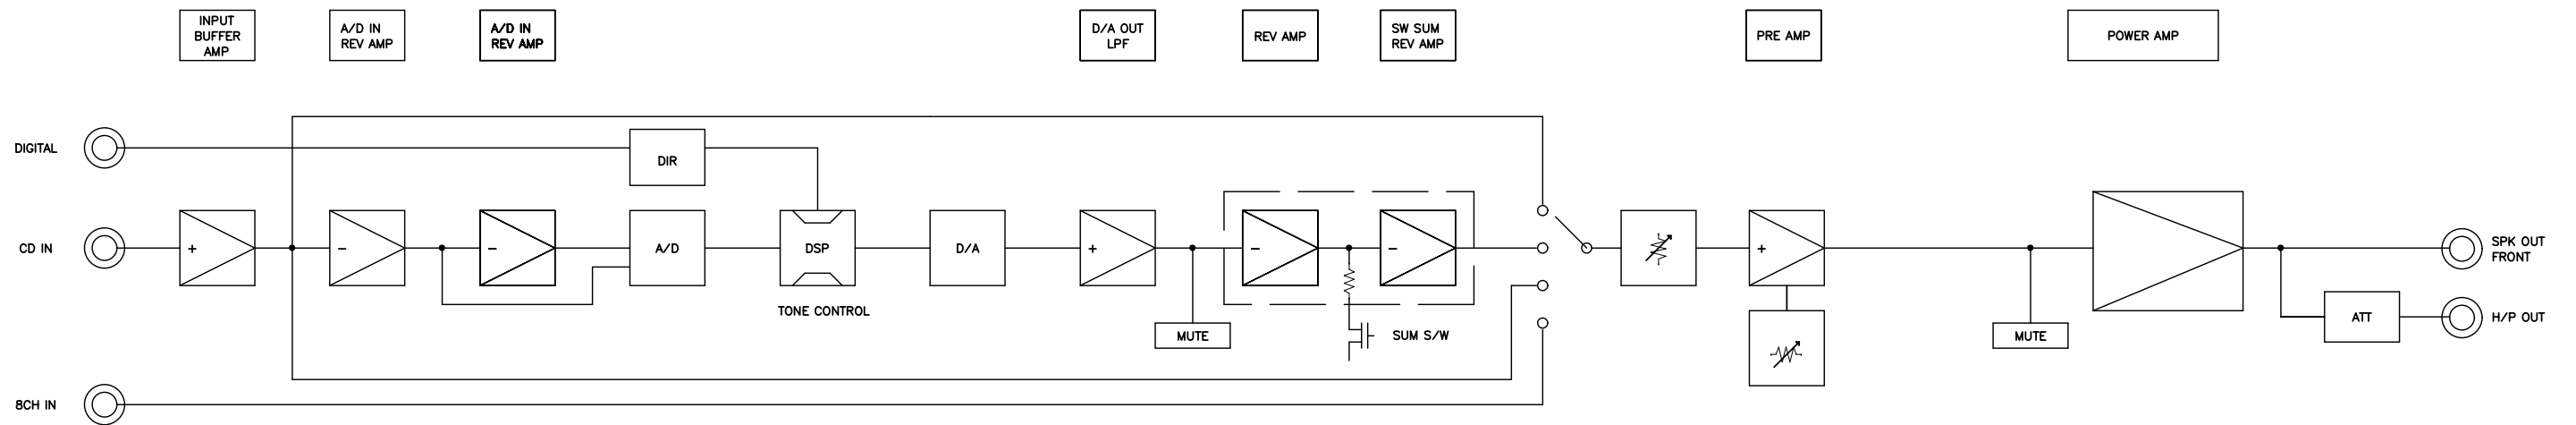 INPUT
BUFFER
AMP
A/D IN
REV AMP
A/D IN
REV AMP
D/A OUT
LPF
REV AMP
SW SUM
REV AMP
PRE AMP
POWER AMP
DIGITAL
DIR
CD IN
+
−
−
A/D
DSP
D/A
+
−
−
+
SPK OUT
FRONT
TONE CONTROL
MUTE
SUM S/W
MUTE
ATT
H/P OUT
8CH IN